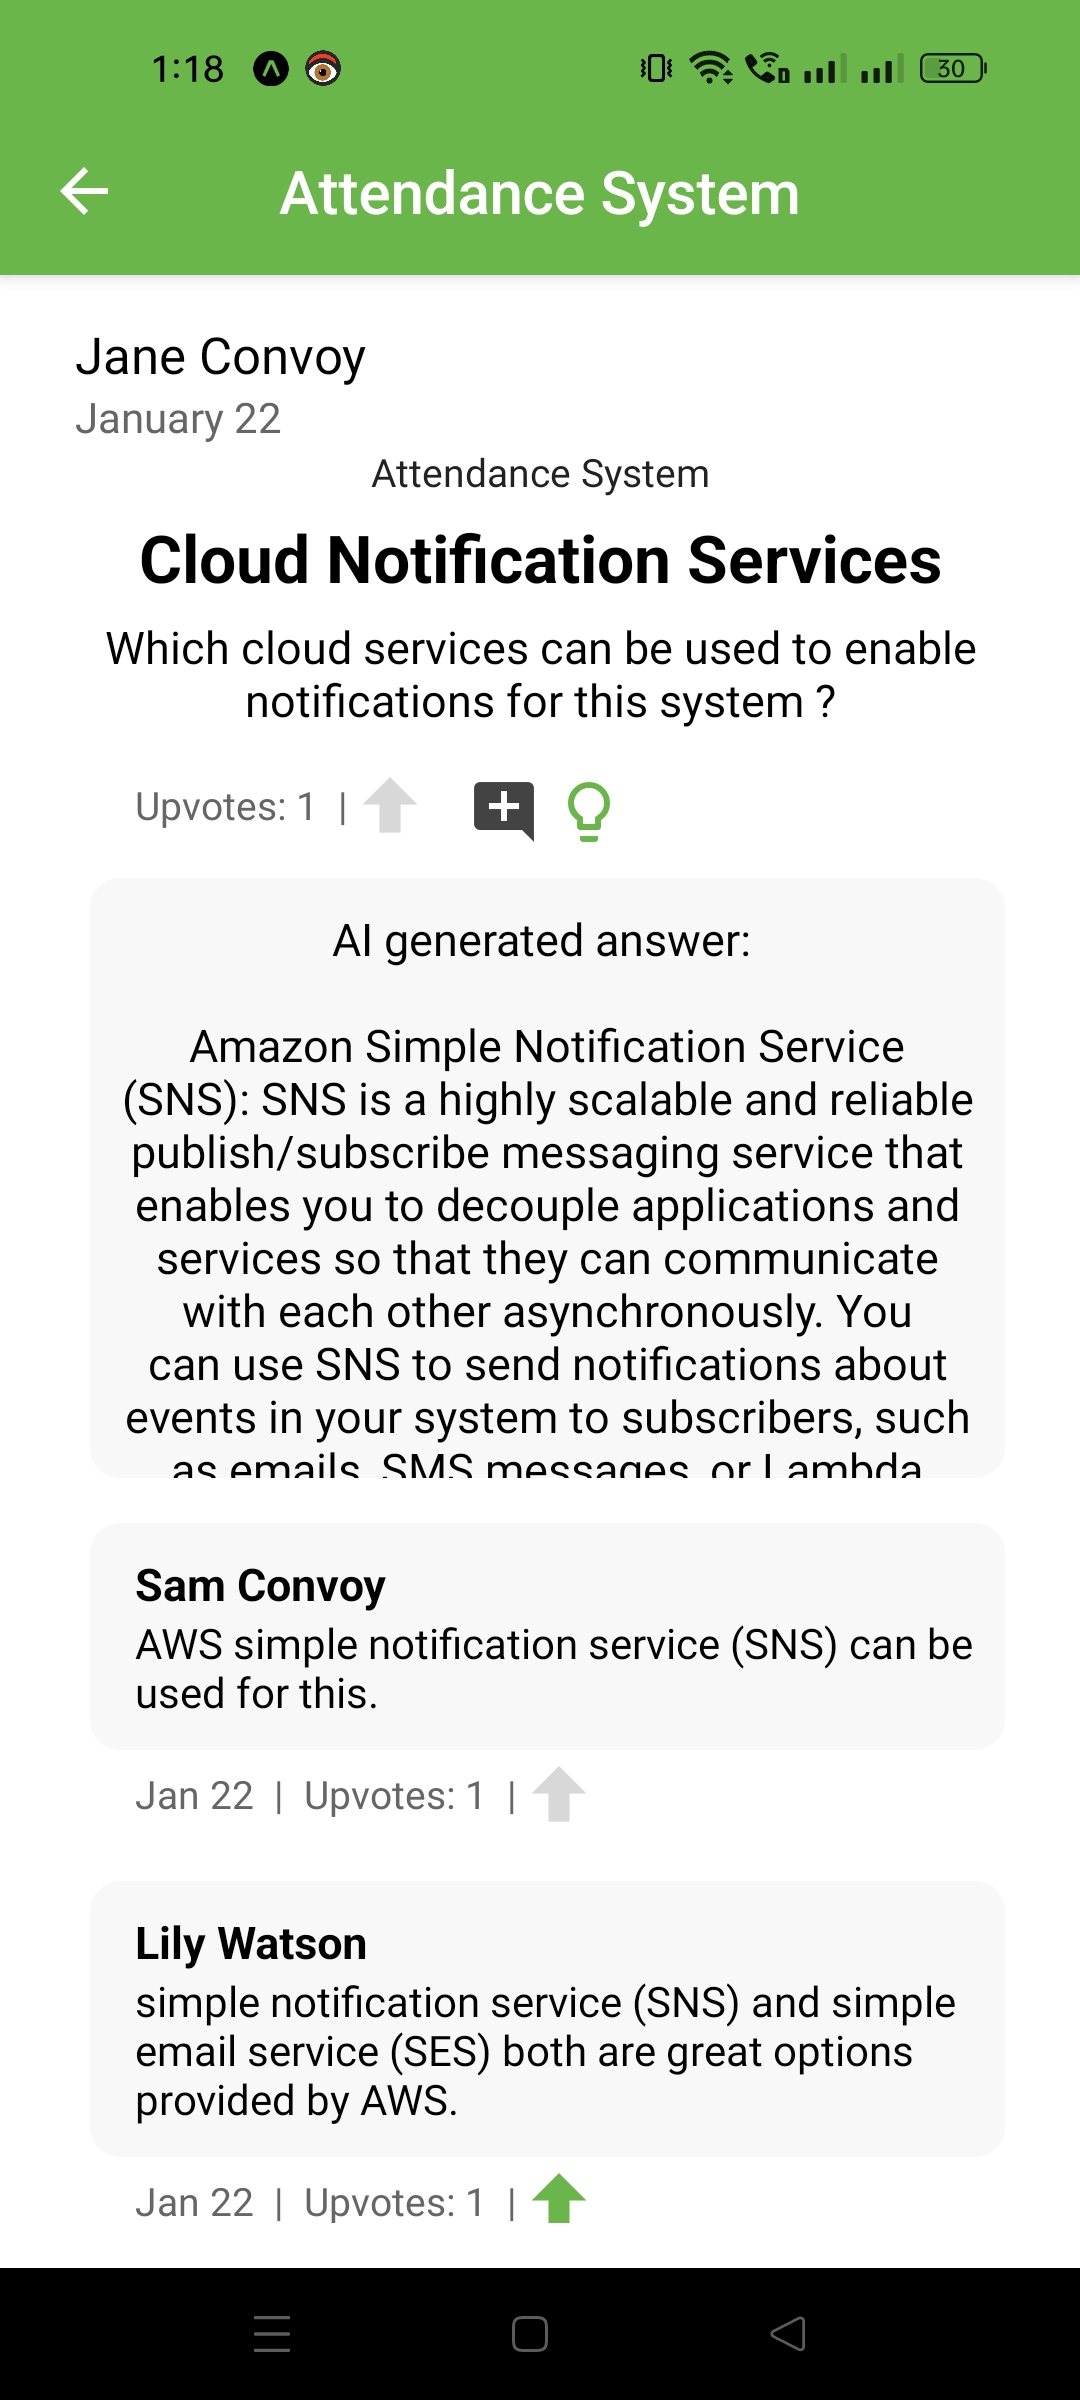 1:18
30
Attendance System
Jane Convoy
January 22
Attendance System
Cloud Notification Services
Which cloud services can be used to enable
notifications for this system ?
Upvotes: 1 |
AI generated answer:
Amazon Simple Notification Service
(SNS): SNS is a highly scalable and reliable
publish/subscribe messaging service that
enables you to decouple applications and
services so that they can communicate
with each other asynchronously. You
can use SNS to send notifications about
events in your system to subscribers, such
as emails, SMS messages, or Lambda
Sam Convoy
AWS simple notification service (SNS) can be
used for this.
Jan 22 | Upvotes: 1 |
Lily Watson
simple notification service (SNS) and simple
email service (SES) both are great options
provided by AWS.
Jan 22 | Upvotes: 1 |